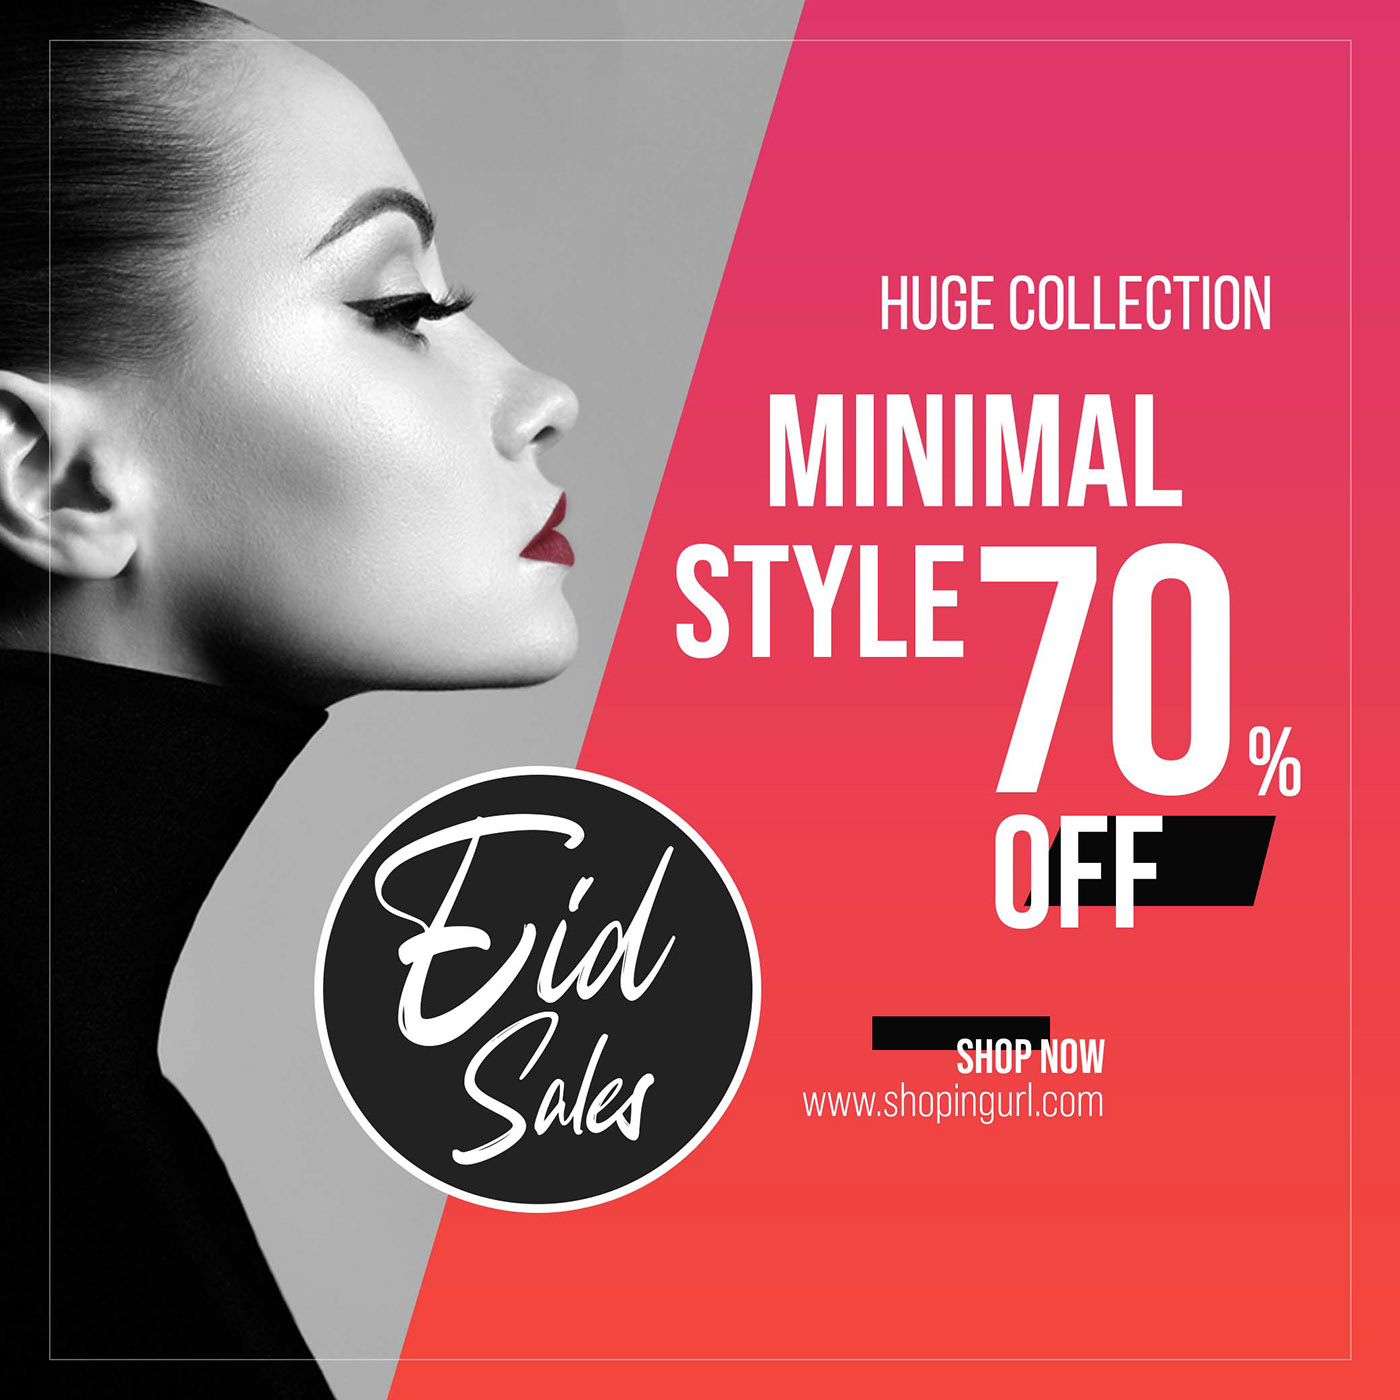 HUGE COLLECTION
MINIMAL
STYLE 70 %
OFF
Eid
Sales
SHOP NOW
www.shopingurl.com